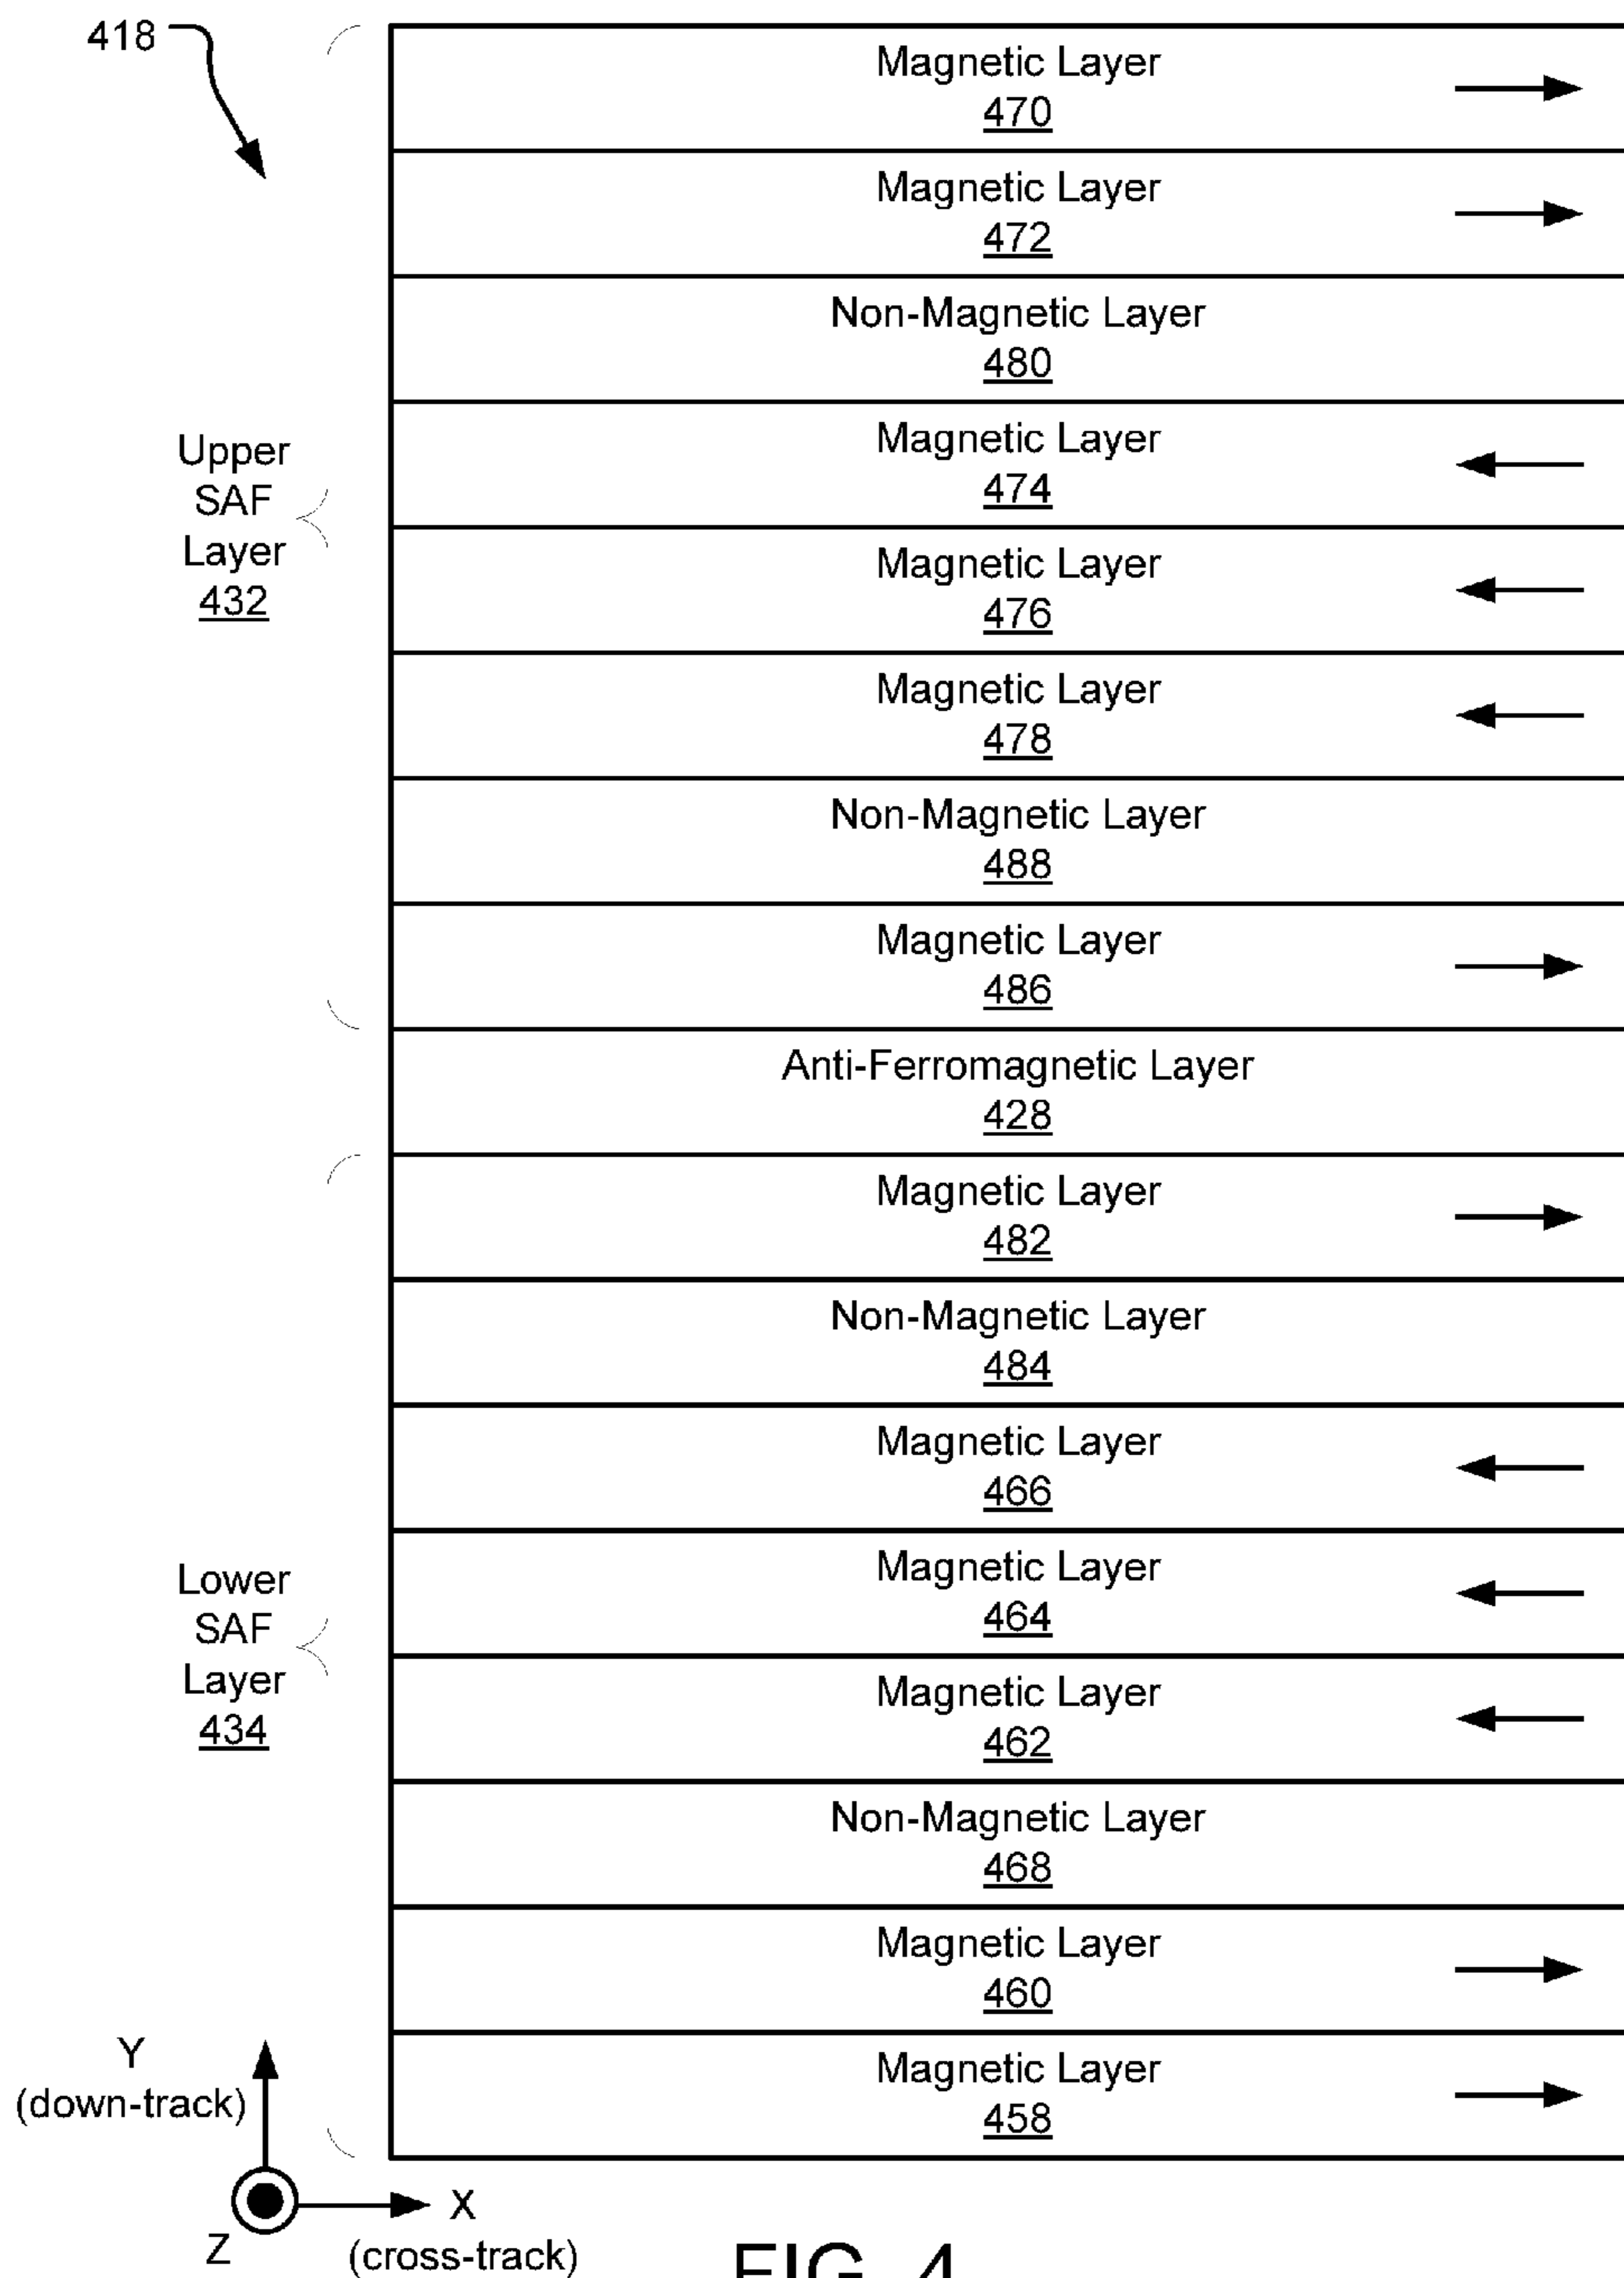 418
Magnetic Layer
470
Magnetic Layer
472
Non-Magnetic Layer
480
Magnetic Layer
474
Upper
SAF
Layer
432
Magnetic Layer
476
Magnetic Layer
478
Non-Magnetic Layer
488
Magnetic Layer
486
Anti-Ferromagnetic Layer
428
Magnetic Layer
482
Non-Magnetic Layer
484
Magnetic Layer
466
Lower
SAF
Layer
434
Magnetic Layer
464
Magnetic Layer
462
Non-Magnetic Layer
468
Magnetic Layer
460
Magnetic Layer
458
Y
(down-track)
Z
X
(cross-track)
FIG. 4